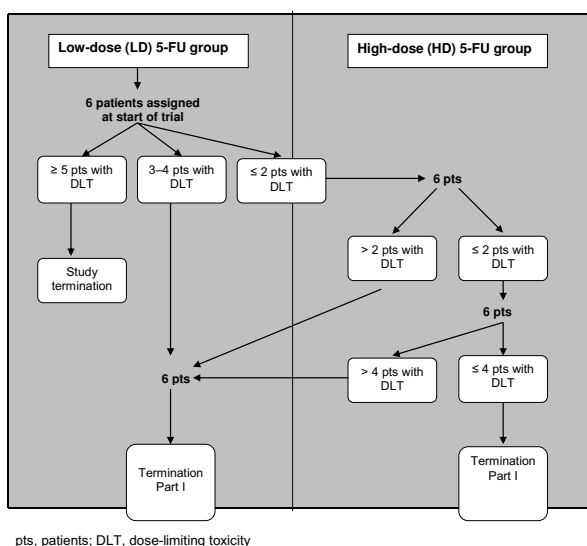 Low-dose (LD) 5-FU group
High-dose (HD) 5-FU group
6 patients assigned
at start of trial
≥ 5 pts with
DLT
3–4 pts with
DLT
≤ 2 pts with
DLT
6 pts
> 2 pts with
DLT
≤ 2 pts with
DLT
Study
termination
6 pts
6 pts
> 4 pts with
DLT
≤ 4 pts with
DLT
Termination
Part I
Termination
Part I
pts, patients; DLT, dose-limiting toxicity